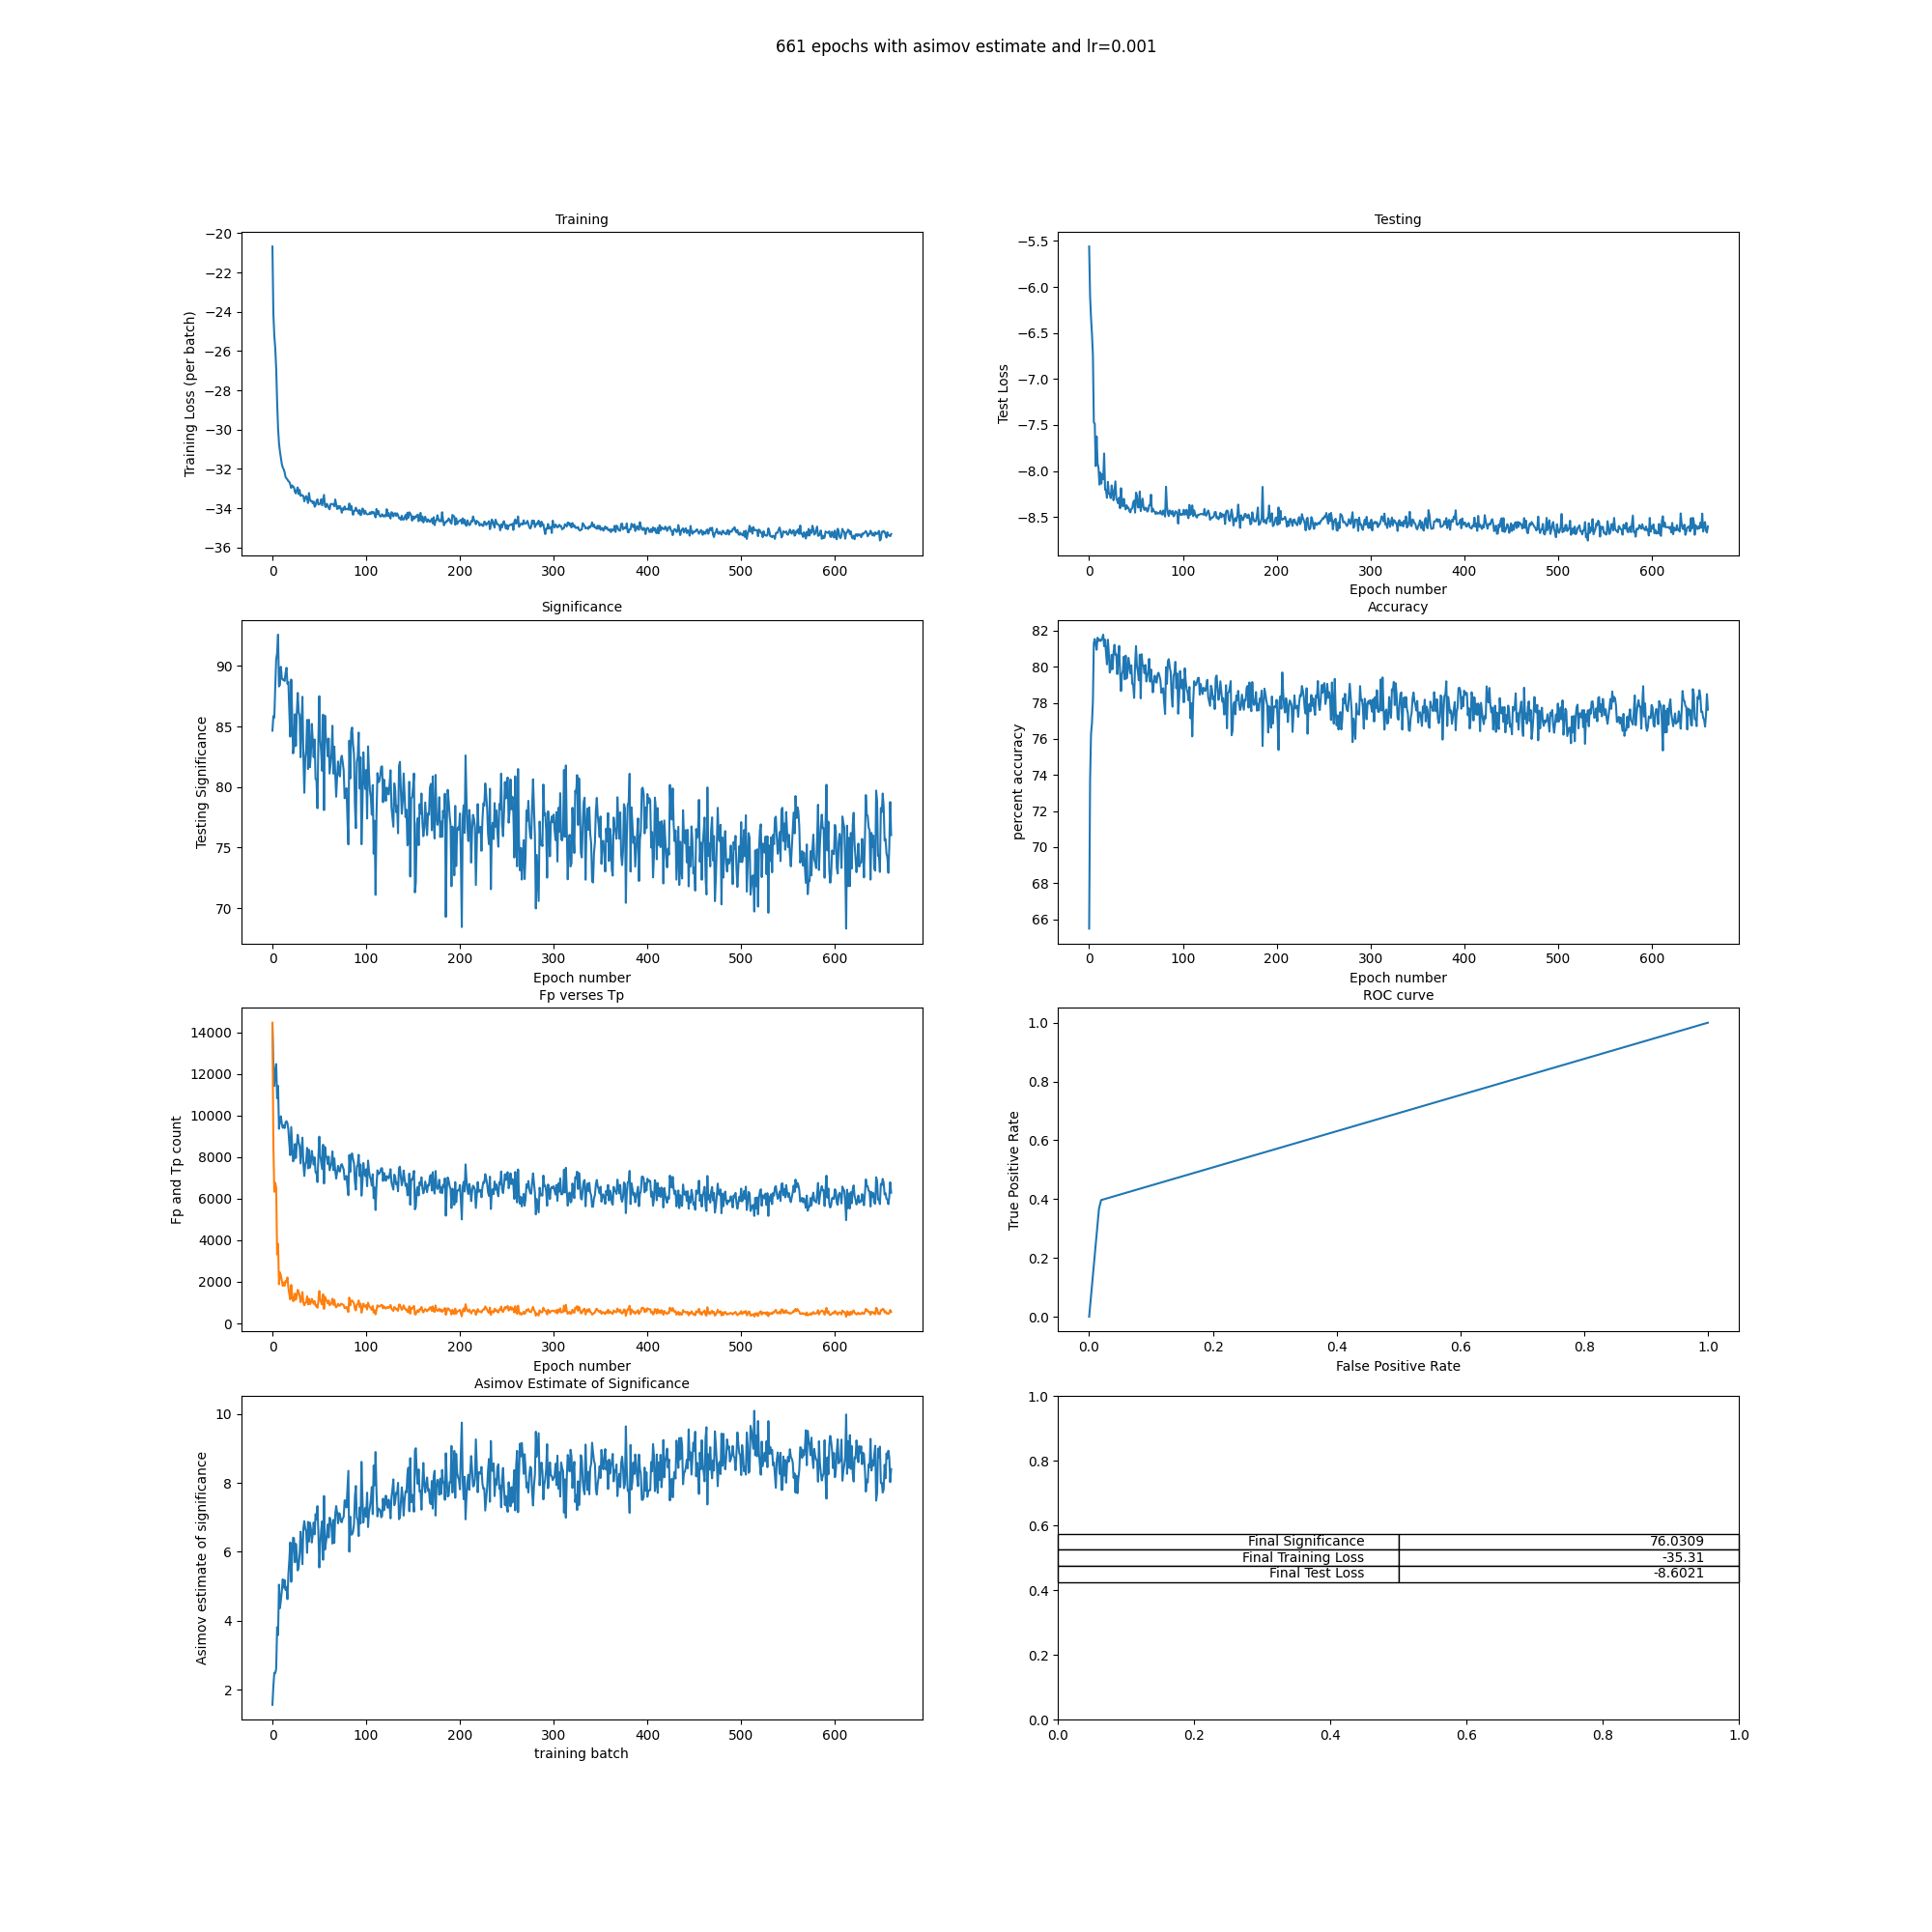 661 epochs with asimov estimate and lr=0.001
Training
Training Loss (per batch)
−20
−22
−24
−26
−28
−30
−32
−34
−36
0 100 200 300 400 500 600
Testing
Test Loss
−5.5
−6.0
−6.5
−7.0
−7.5
−8.0
−8.5
0 100 200 300 400 500 600
Epoch number
Significance
Testing Significance
90
85
80
75
70
0 100 200 300 400 500 600
Epoch number
Accuracy
percent accuracy
82
80
78
76
74
72
70
68
66
0 100 200 300 400 500 600
Epoch number
Fp verses Tp
Fp and Tp count
14000
12000
10000
8000
6000
4000
2000
0
0 100 200 300 400 500 600
Epoch number
ROC curve
True Positive Rate
1.0
0.8
0.6
0.4
0.2
0.0
0.0 0.2 0.4 0.6 0.8 1.0
False Positive Rate
Asimov Estimate of Significance
Asimov estimate of significance
10
8
6
4
2
0 100 200 300 400 500 600
training batch
1.0
0.8
0.6
0.4
0.2
0.0
Final Significance 76.0309
Final Training Loss -35.31
Final Test Loss -8.6021
0.0 0.2 0.4 0.6 0.8 1.0